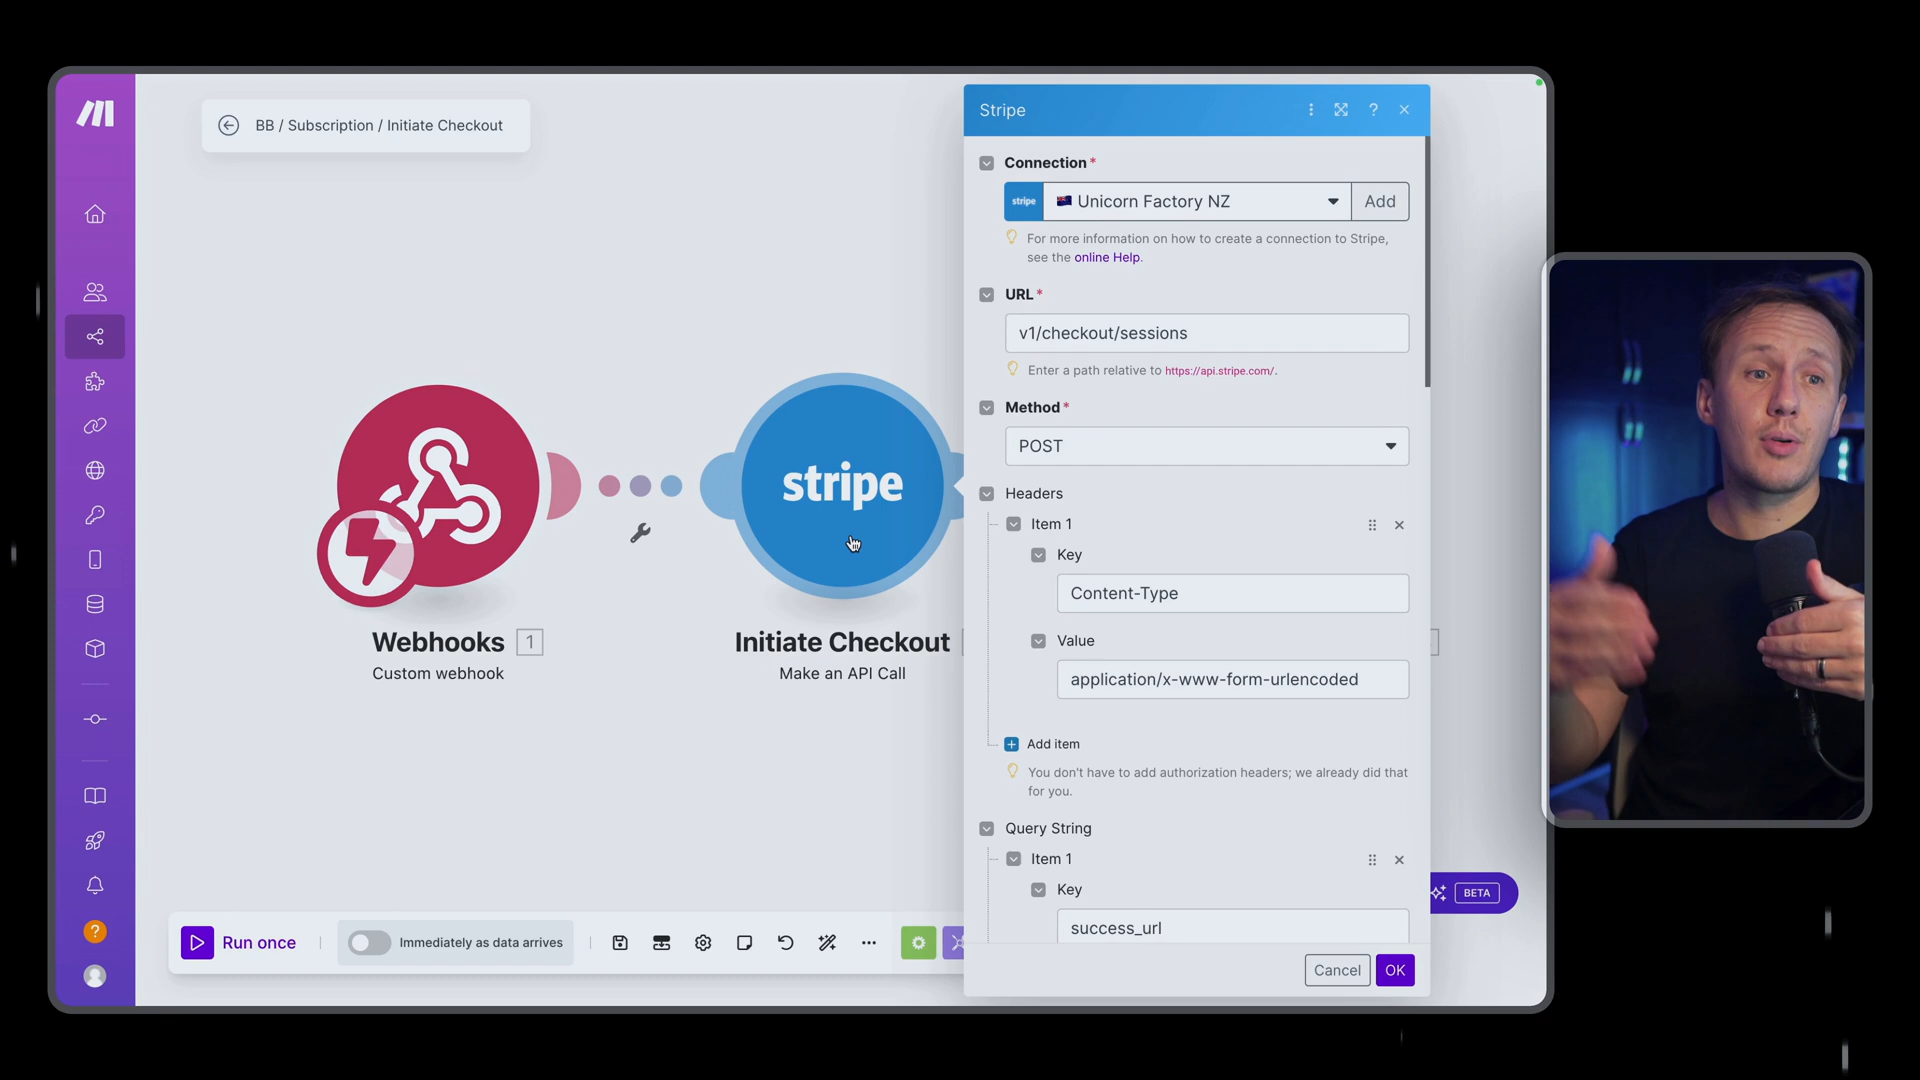 BB / Subscription / Initiate Checkout
Stripe
?
Connection *
stripe
Unicorn Factory NZ
Add
For more information on how to create a connection to Stripe,
see the online Help.
URL *
v1/checkout/sessions
Enter a path relative to https://api.stripe.com/.
Method *
POST
Headers
Item 1
Key
Content-Type
Value
application/x-www-form-urlencoded
Add item
You don't have to add authorization headers; we already did that
for you.
Query String
Item 1
Key
success_url
Cancel
OK
stripe
Webhooks 1
Custom webhook
Initiate Checkout
Make an API Call
BETA
?
Run once
Immediately as data arrives